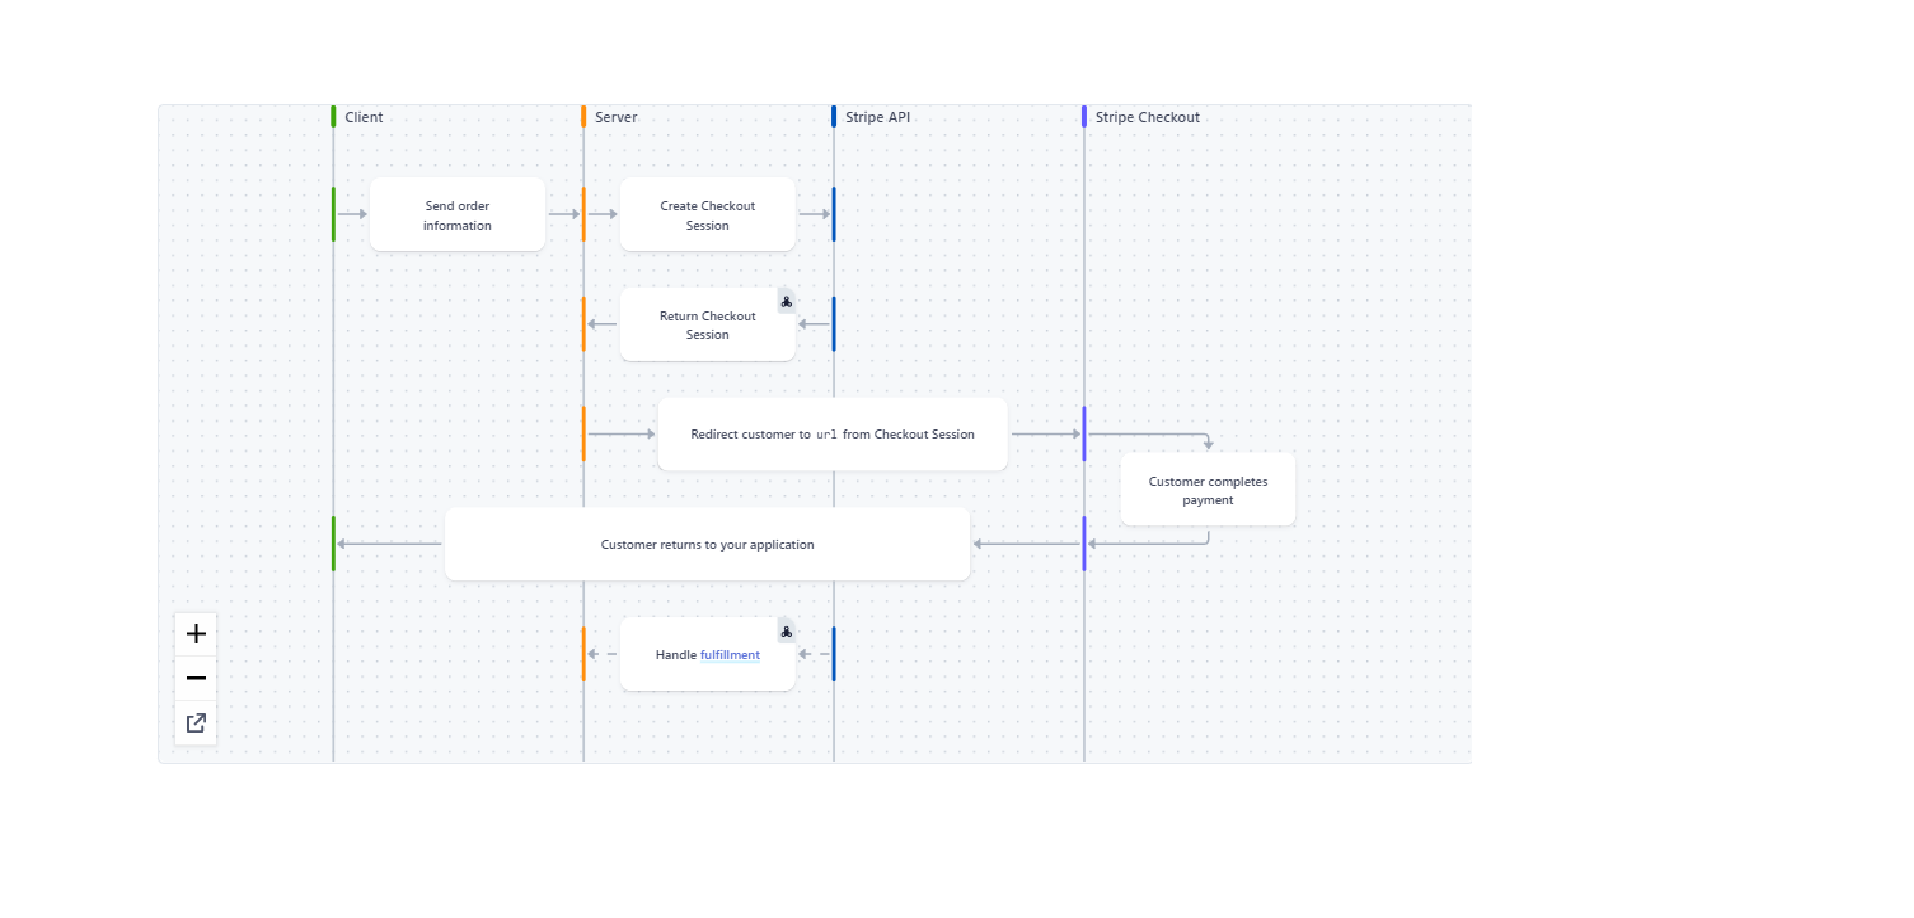 Client
Server
Stripe API
Stripe Checkout
Send order
information
Create Checkout
Session
Return Checkout
Session
Redirect customer to url from Checkout Session
Customer completes
payment
Customer returns to your application
Handle fulfillment